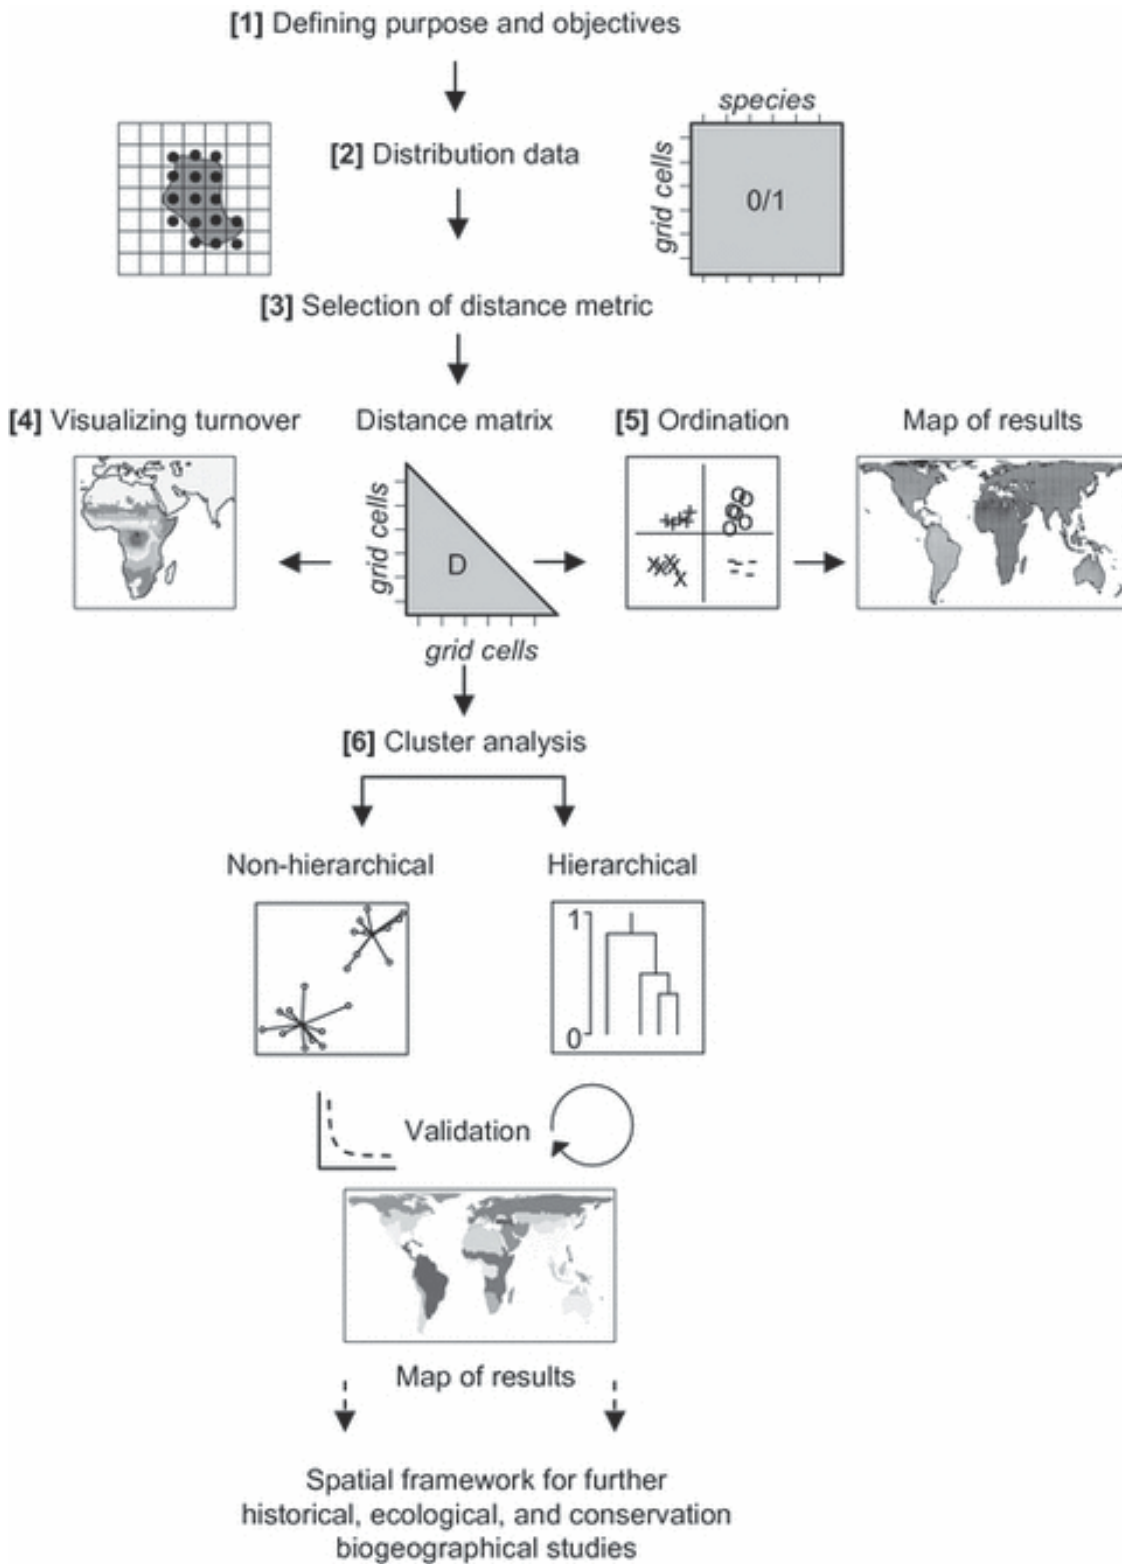 [1] Defining purpose and objectives
species
[2] Distribution data
grid cells
0/1
[3] Selection of distance metric
[4] Visualizing turnover
Distance matrix
[5] Ordination
Map of results
grid cells
D
grid cells
[6] Cluster analysis
Non-hierarchical
Hierarchical
1
0
Validation
Map of results
Spatial framework for further
historical, ecological, and conservation
biogeographical studies